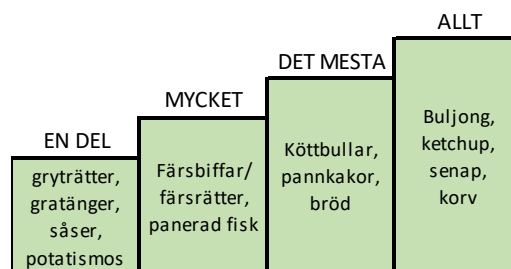 EN DEL
gryträtter,
gratänger,
såser,
potatismos
MYCKET
Färsbiffar/
färsrätter,
panerad fisk
DET MESTA
Köttbullar,
pannkakor,
bröd
ALLT
Buljong,
ketchup,
senap,
korv